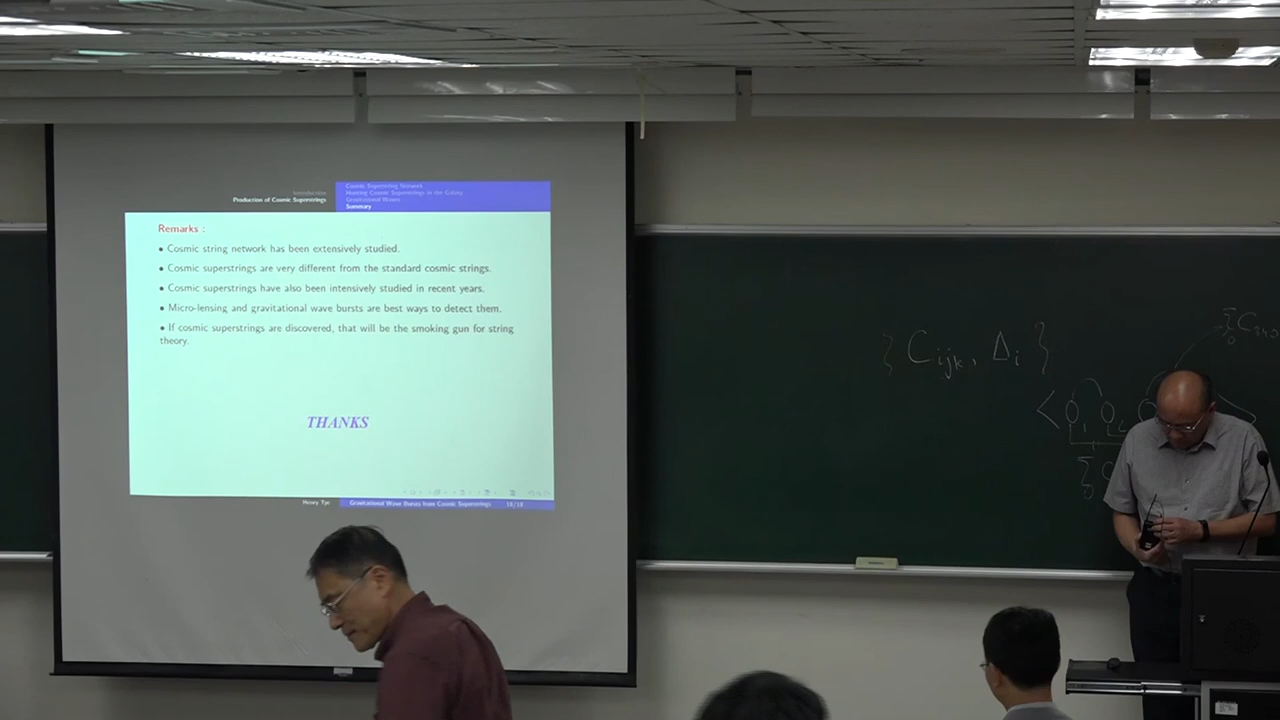 Introduction
Production of Cosmic Superstrings
Cosmic Superstring Network
Hunting Cosmic Superstrings in the Galaxy
Gravitational Waves
Summary
Remarks :
• Cosmic string network has been extensively studied.
• Cosmic superstrings are very different from the standard cosmic strings.
• Cosmic superstrings have also been intensively studied in recent years.
• Micro-lensing and gravitational wave bursts are best ways to detect them.
• If cosmic superstrings are discovered, that will be the smoking gun for string
theory.
THANKS
Henry Tye
Gravitational Wave Bursts from Cosmic Superstrings 18/18
{ C_ijk, Δ_i }